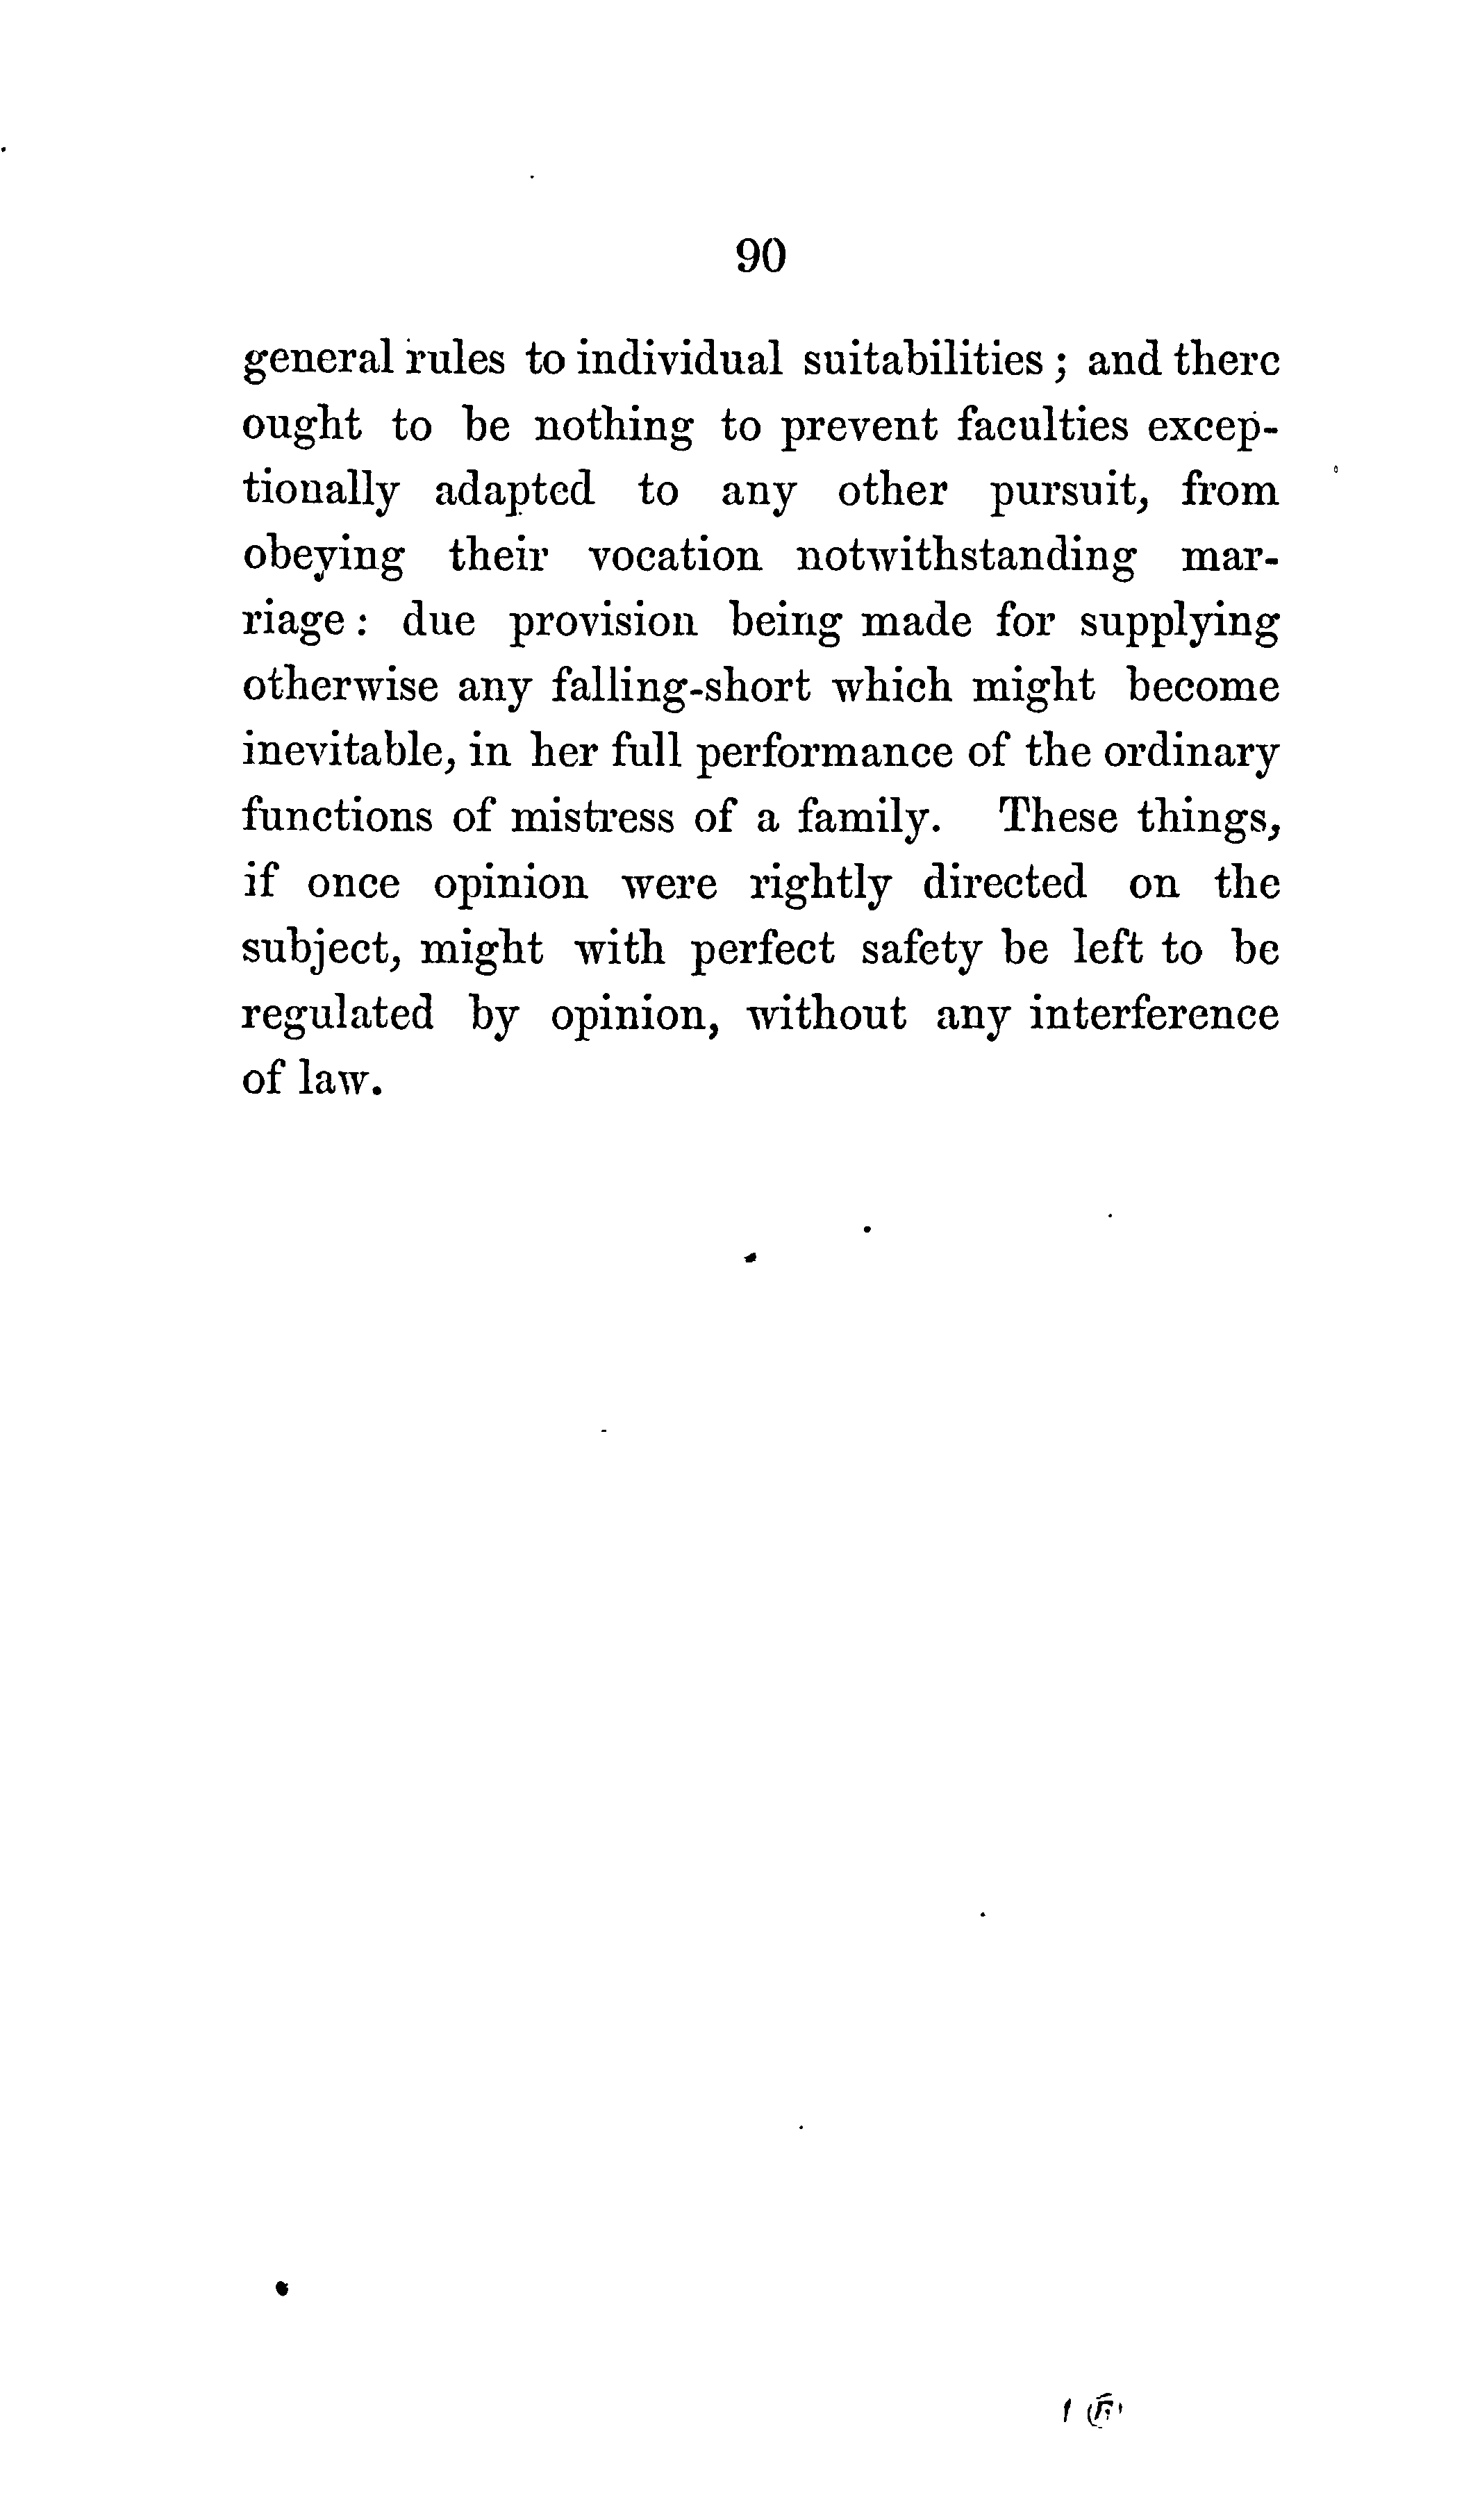 90
general rules to individual suitabilities ; and there
ought to be nothing to prevent faculties excep-
tionally adapted to any other pursuit, from
obeying their vocation notwithstanding mar-
riage : due provision being made for supplying
otherwise any falling-short which might become
inevitable, in her full performance of the ordinary
functions of mistress of a family. These things,
if once opinion were rightly directed on the
subject, might with perfect safety be left to be
regulated by opinion, without any interference
of law.